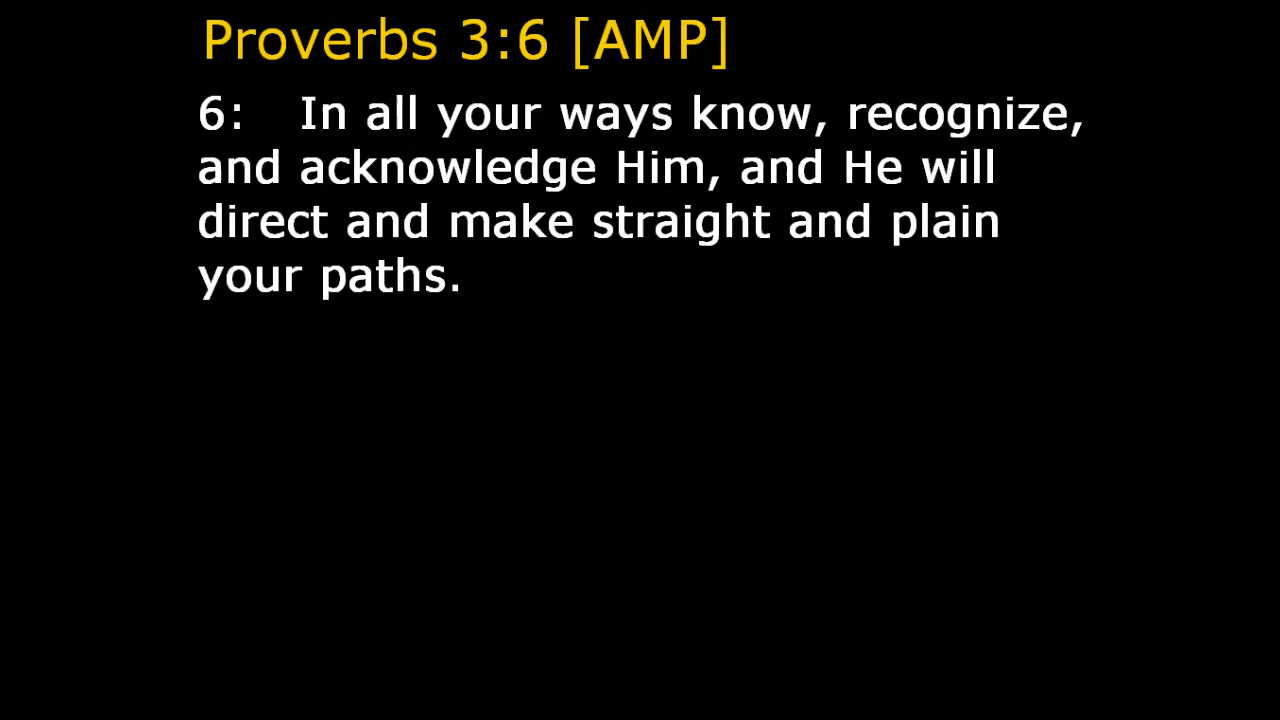 Proverbs 3:6 [AMP]
6: In all your ways know, recognize,
and acknowledge Him, and He will
direct and make straight and plain
your paths.